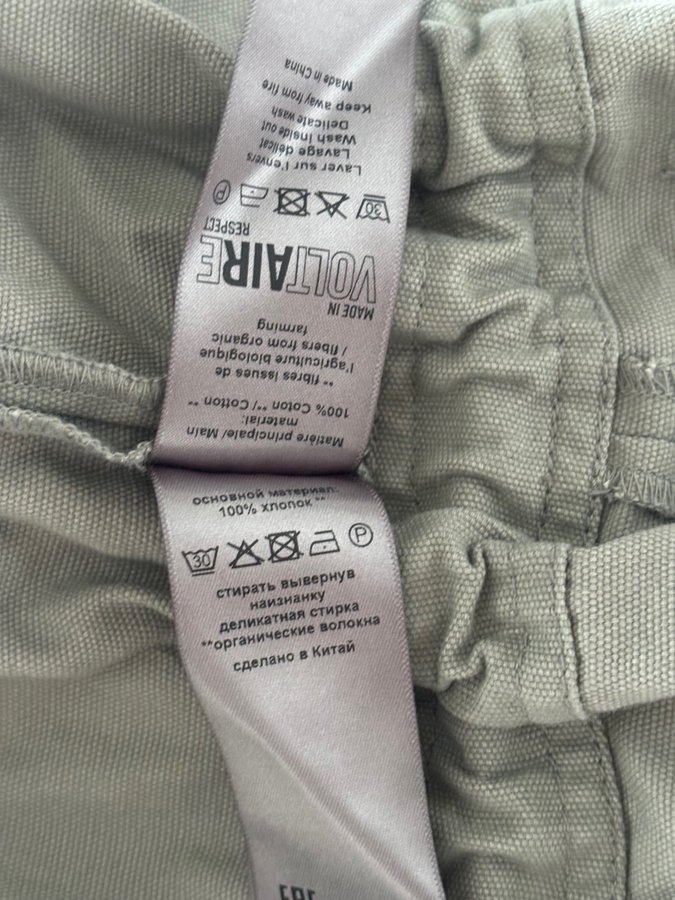 Matière principale/ Main
material:
100% Coton **/ Cotton **
** fibres issues de
l'agriculture biologique
/ fibers from organic
farming
MADE IN
VOLTAIRE
RESPECT
30 P
Laver sur l'envers
Lavage délicat
Wash Inside out
Delicate wash
Keep away from fire
Made in China
основной материал:
100% хлопок **
30 P
стирать вывернув
наизнанку
деликатная стирка
**органические волокна
сделано в Китай